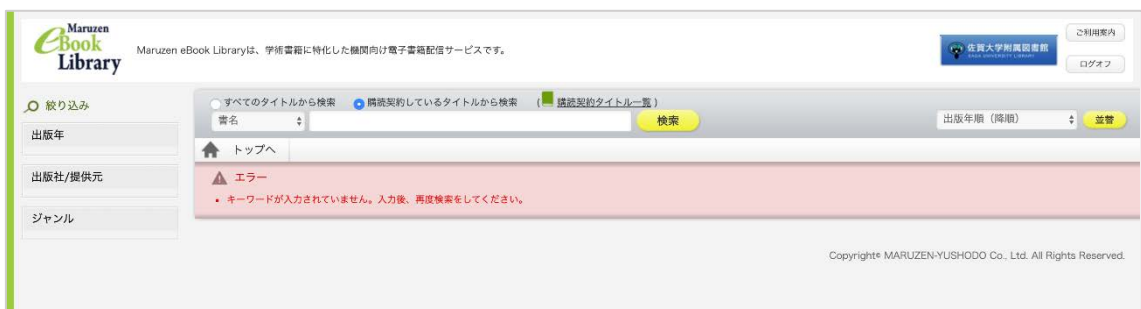 Maruzen
eBook
Library
Maruzen eBook Libraryは、学術書籍に特化した機関向け電子書籍配信サービスです。
佐賀大学附属図書館
SAGA UNIVERSITY LIBRARY
ご利用案内
ログオフ
絞り込み
出版年
出版社/提供元
ジャンル
すべてのタイトルから検索 購読契約しているタイトルから検索 ( 購読契約タイトル一覧 )
書名 検索 出版年順（降順） 並替
トップへ
エラー
キーワードが入力されていません。入力後、再度検索をしてください。
Copyright© MARUZEN-YUSHODO Co., Ltd. All Rights Reserved.